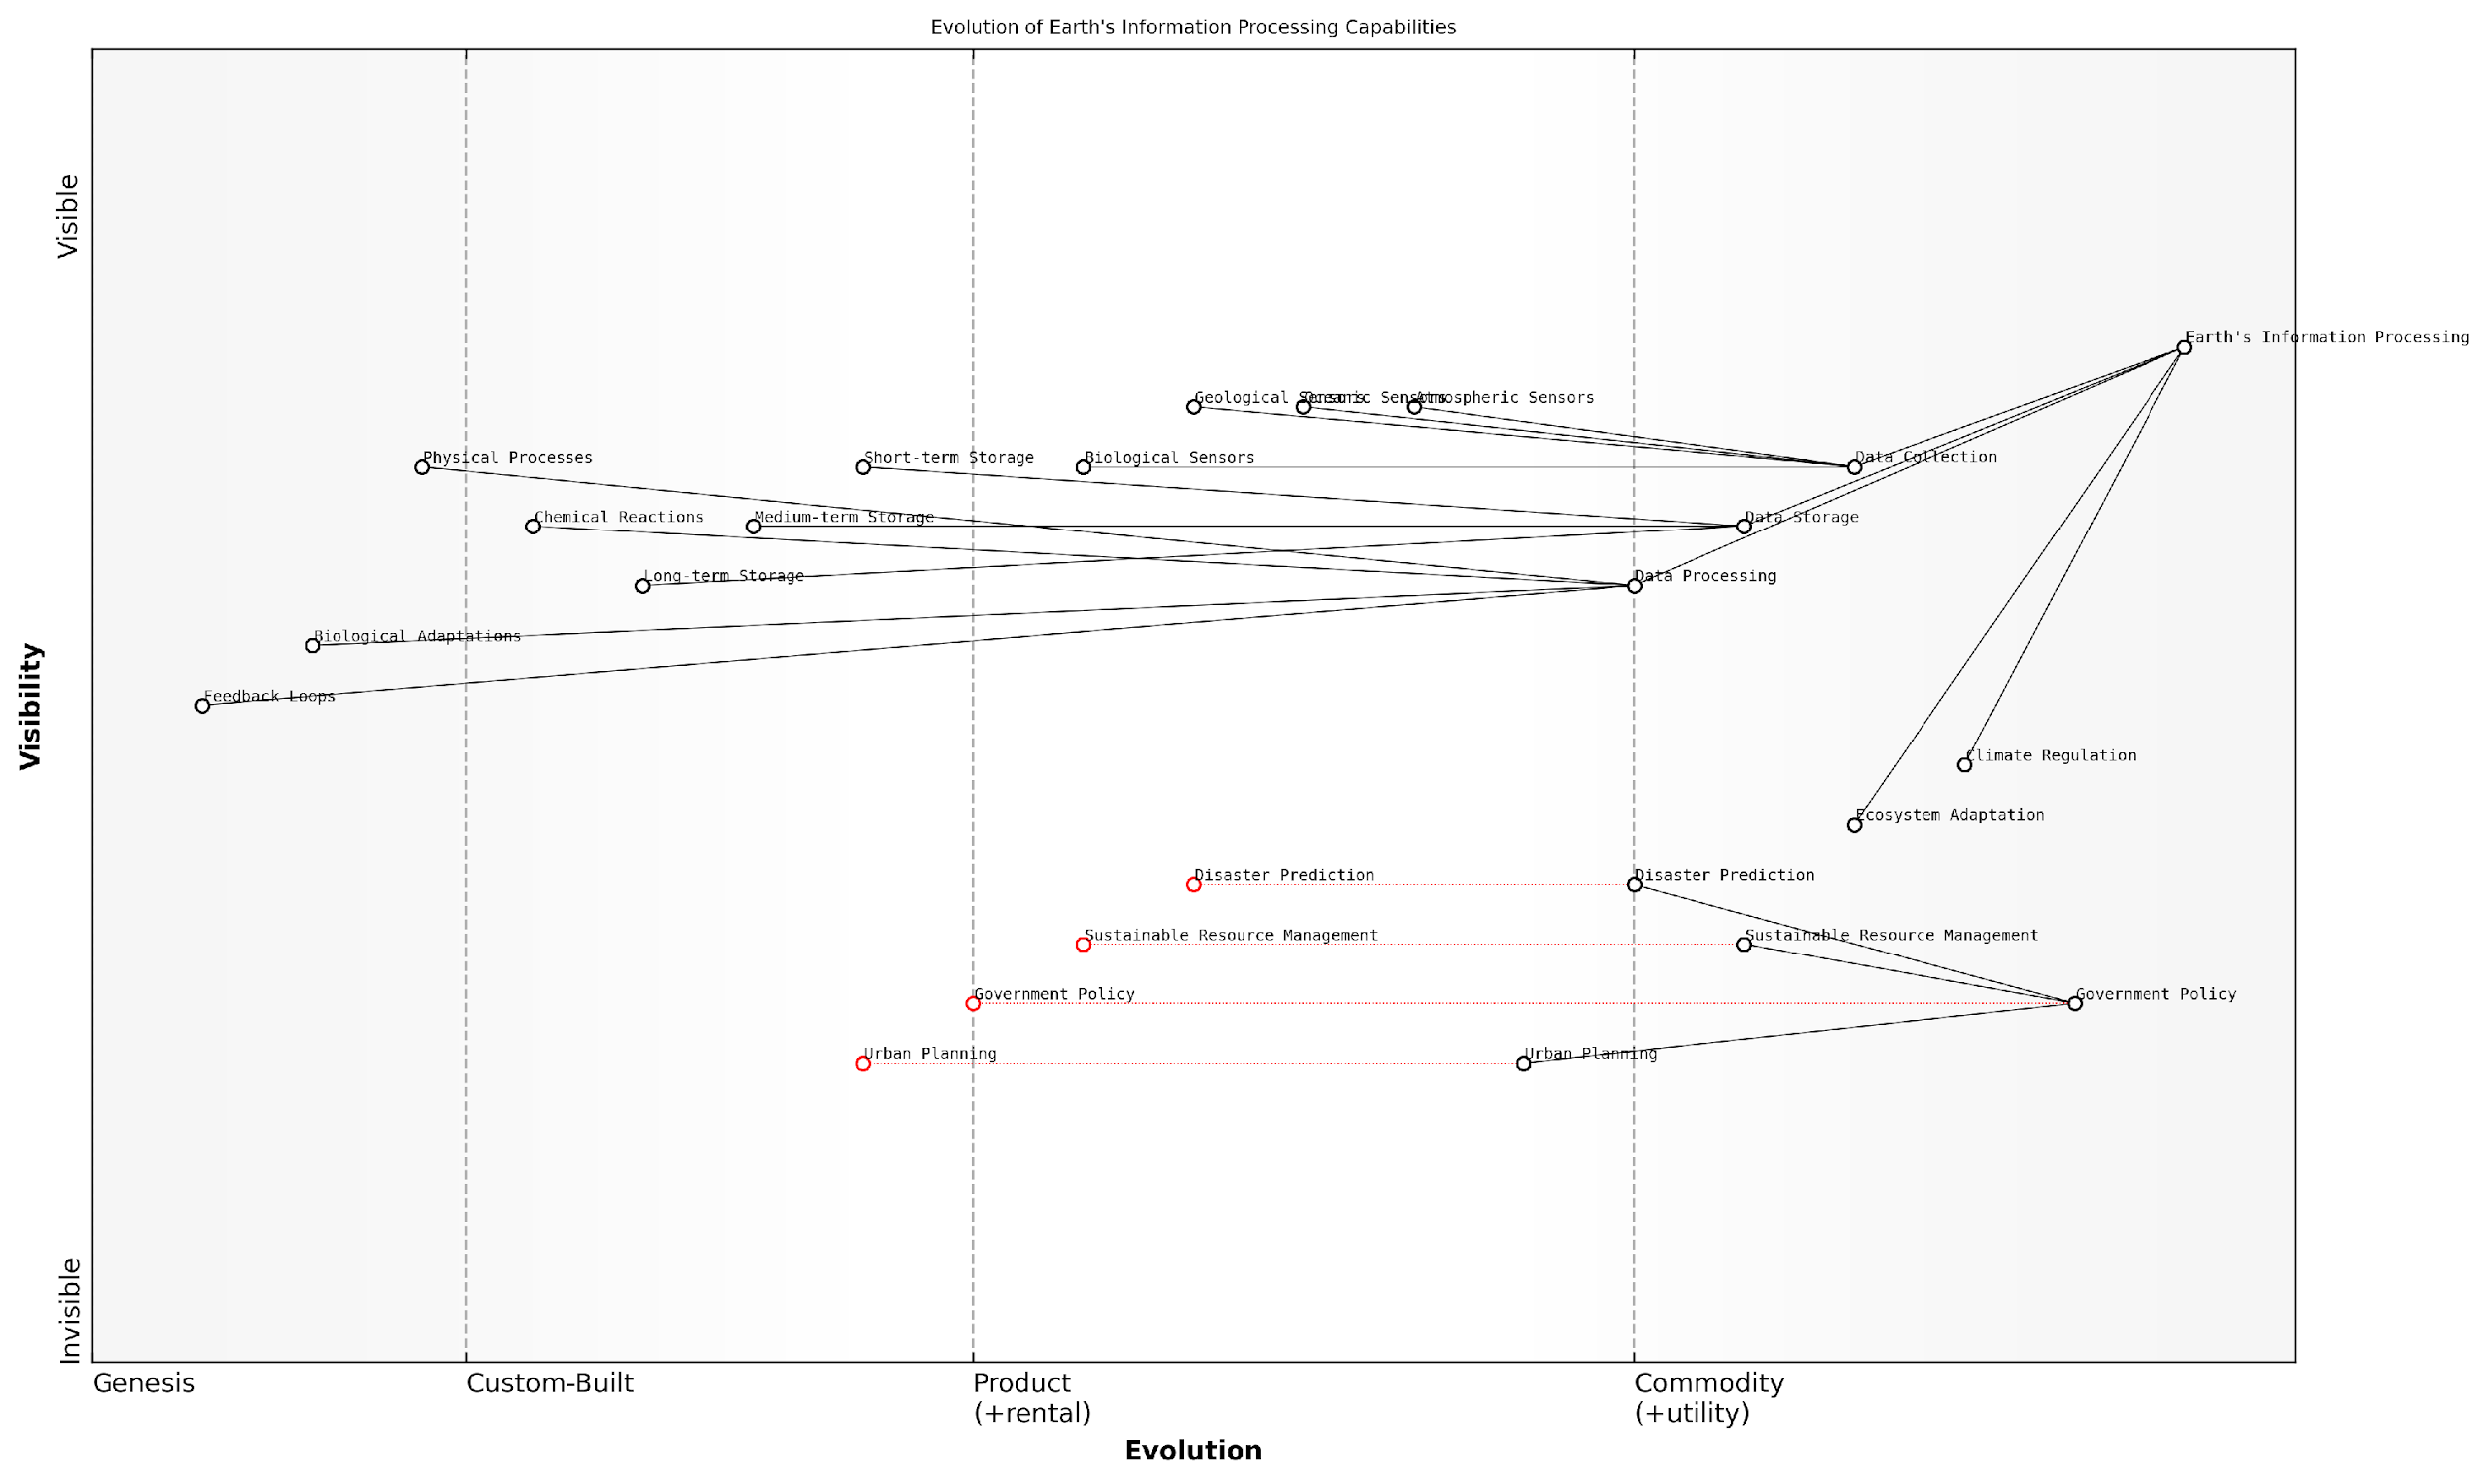 Evolution of Earth's Information Processing Capabilities
Visible
Earth's Information Processing
Geological Sensors
Oceanic Sensors
Atmospheric Sensors
Physical Processes
Short-term Storage
Biological Sensors
Data Collection
Chemical Reactions
Medium-term Storage
Data Storage
Long-term Storage
Data Processing
Biological Adaptations
Feedback Loops
Visibility
Climate Regulation
Ecosystem Adaptation
Disaster Prediction
Disaster Prediction
Sustainable Resource Management
Sustainable Resource Management
Government Policy
Government Policy
Urban Planning
Urban Planning
Invisible
Genesis
Custom-Built
Product
(+rental)
Commodity
(+utility)
Evolution